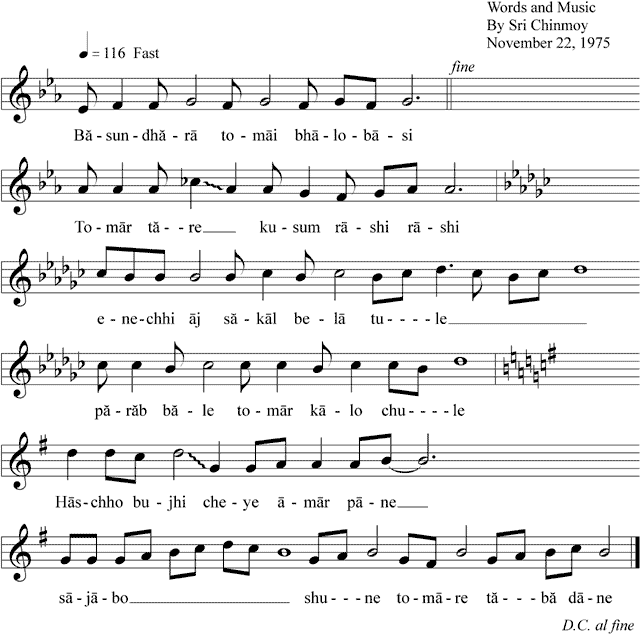 Words and Music
By Sri Chinmoy
November 22, 1975
= 116 Fast
fine
Bă - sun - dhă - rā to - māi bhā - lo - bā - si
To - mār tă - - re ku - sum rā - shi rā - shi
e - ne - chhi āj să - kāl be - lā tu - - - - le
pă - răb bă - le to - mār kā - lo chu - - - - le
Hās - chho bu - jhi che - ye ā - mār pā - ne
sā - jā - bo shu - - - ne to - mā - re tă - - - bă dā - ne
D.C. al fine